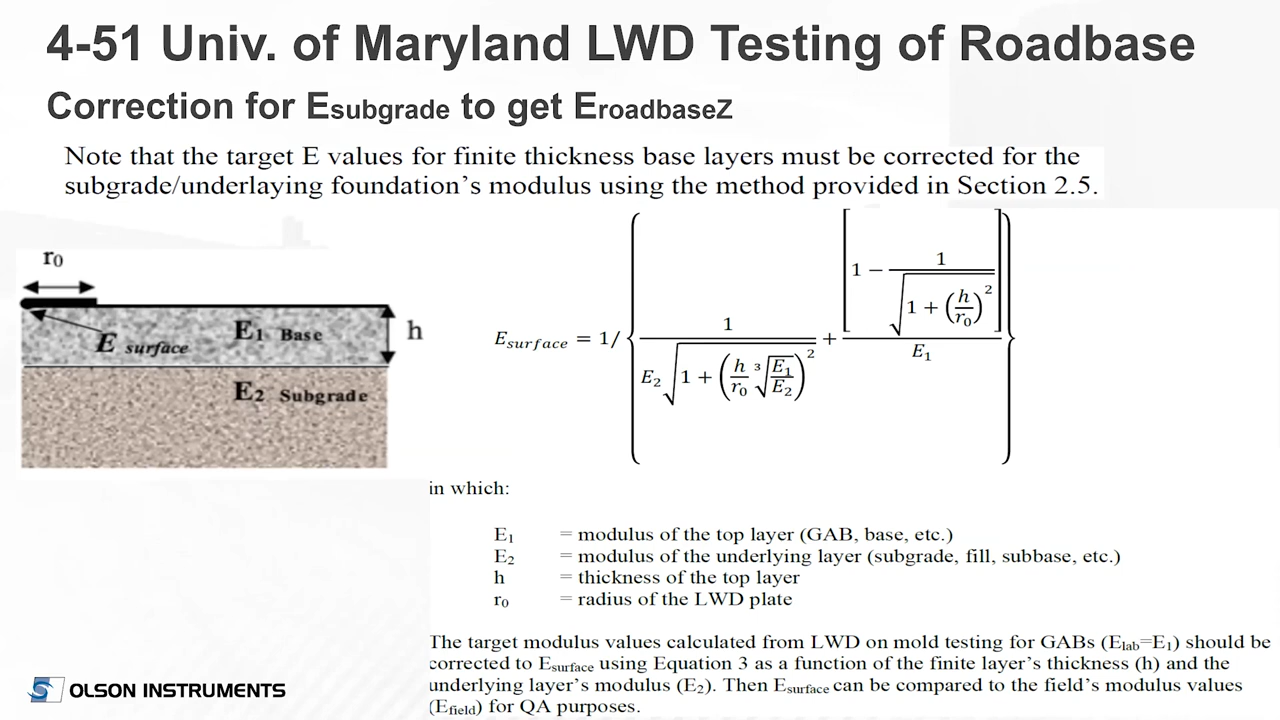 4-51 Univ. of Maryland LWD Testing of Roadbase
Correction for Esubgrade to get EroadbaseZ
Note that the target E values for finite thickness base layers must be corrected for the
subgrade/underlaying foundation's modulus using the method provided in Section 2.5.
r₀
E surface
E₁ Base
h
E₂ Subgrade
E_surface = 1/{1/(E₂√(1 + (h/r₀ ∛(E₁/E₂))²)) + [1 − 1/√(1 + (h/r₀)²)]/E₁}
in which:
E₁ = modulus of the top layer (GAB, base, etc.)
E₂ = modulus of the underlying layer (subgrade, fill, subbase, etc.)
h = thickness of the top layer
r₀ = radius of the LWD plate
The target modulus values calculated from LWD on mold testing for GABs (Elab=E₁) should be
corrected to Esurface using Equation 3 as a function of the finite layer's thickness (h) and the
underlying layer's modulus (E₂). Then Esurface can be compared to the field's modulus values
(Efield) for QA purposes.
OLSON INSTRUMENTS